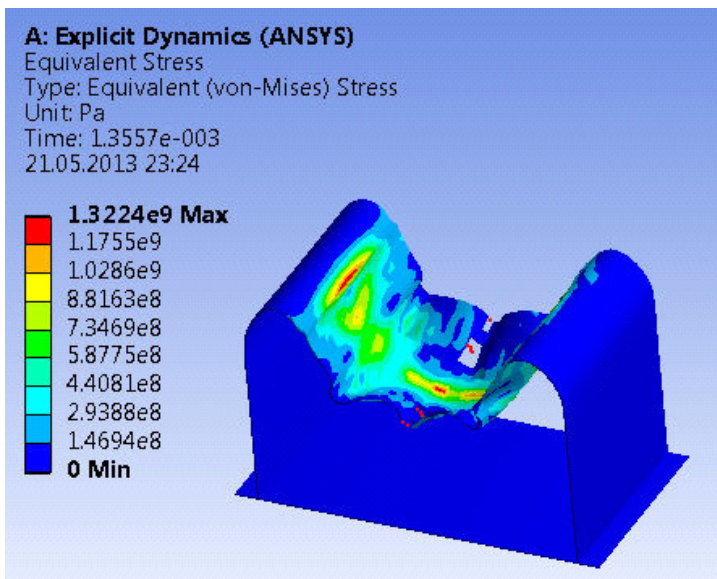 A: Explicit Dynamics (ANSYS)
Equivalent Stress
Type: Equivalent (von-Mises) Stress
Unit: Pa
Time: 1.3557e-003
21.05.2013 23:24
1.3224e9 Max
1.1755e9
1.0286e9
8.8163e8
7.3469e8
5.8775e8
4.4081e8
2.9388e8
1.4694e8
0 Min